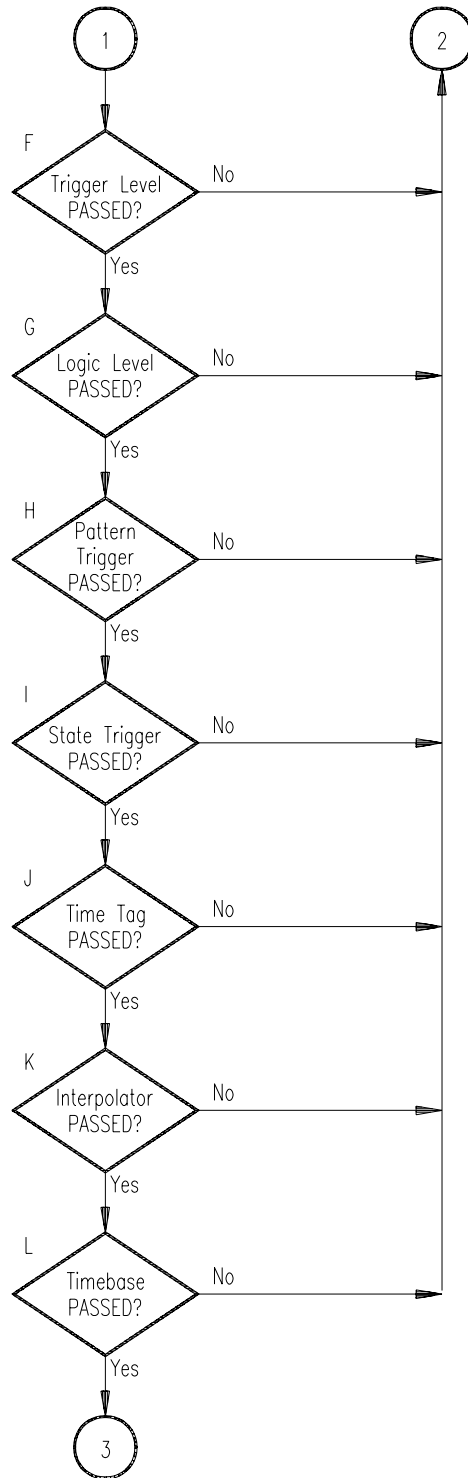 1
2
F
Trigger Level
PASSED?
No
Yes
G
Logic Level
PASSED?
No
Yes
H
Pattern
Trigger
PASSED?
No
Yes
I
State Trigger
PASSED?
No
Yes
J
Time Tag
PASSED?
No
Yes
K
Interpolator
PASSED?
No
Yes
L
Timebase
PASSED?
No
Yes
3